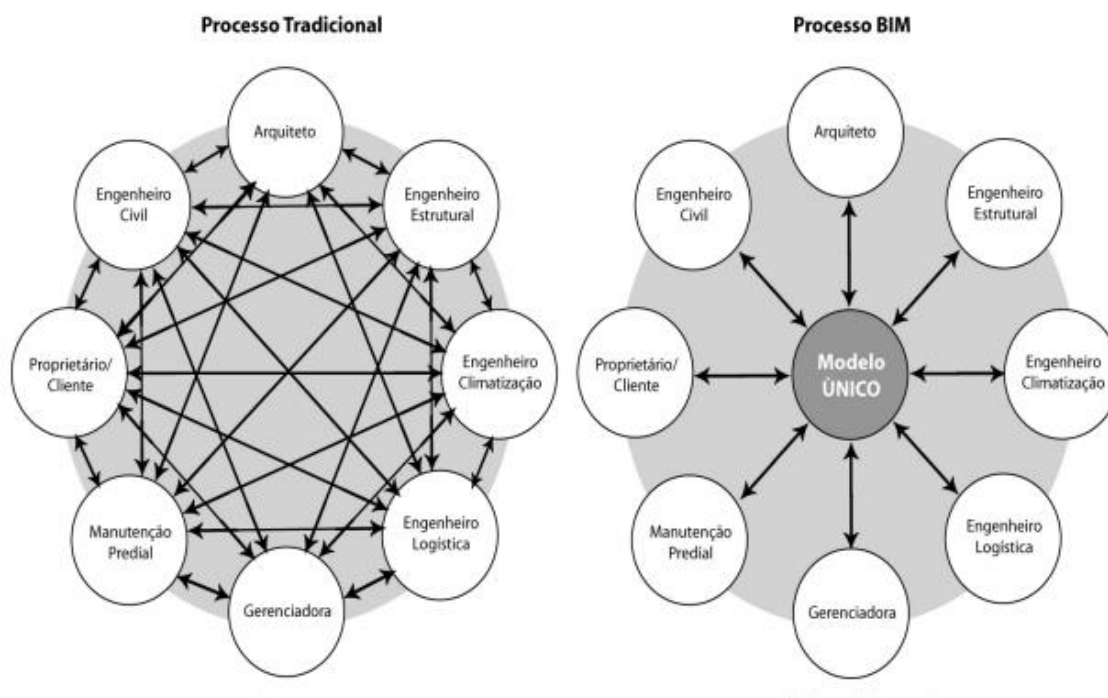 Processo Tradicional
Arquiteto
Engenheiro
Civil
Engenheiro
Estrutural
Proprietário/
Cliente
Engenheiro
Climatização
Manutenção
Predial
Engenheiro
Logística
Gerenciadora
Processo BIM
Arquiteto
Engenheiro
Civil
Engenheiro
Estrutural
Proprietário/
Cliente
Modelo
ÙNICO
Engenheiro
Climatização
Manutenção
Predial
Engenheiro
Logística
Gerenciadora